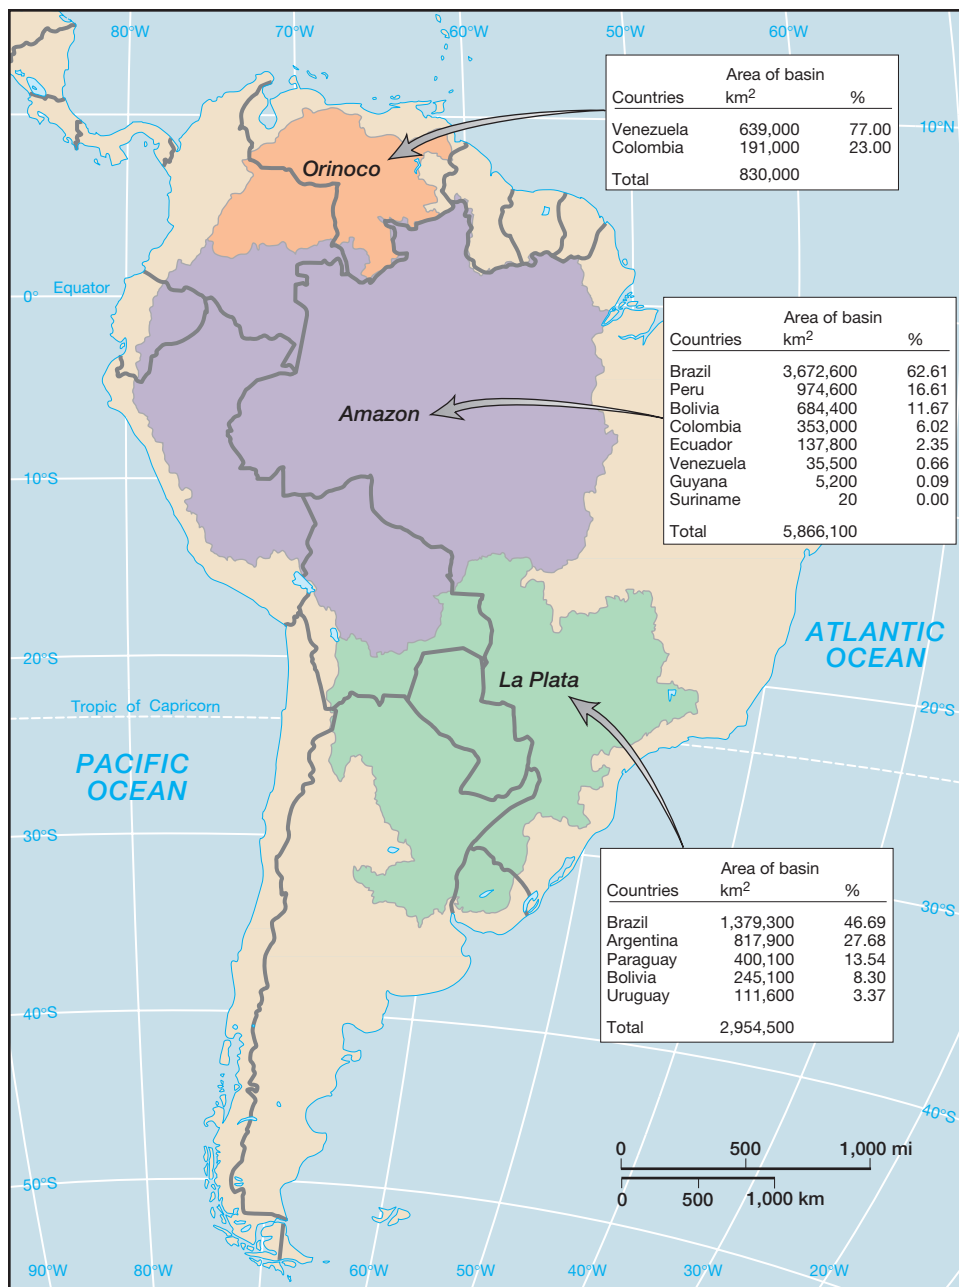 80°W 70°W 60°W 50°W 60°W
Area of basin
Countries km² %
Venezuela 639,000 77.00
Colombia 191,000 23.00
Total 830,000
10°N
Orinoco
0° Equator
Area of basin
Countries km² %
Brazil 3,672,600 62.61
Peru 974,600 16.61
Bolivia 684,400 11.67
Colombia 353,000 6.02
Ecuador 137,800 2.35
Venezuela 35,500 0.66
Guyana 5,200 0.09
Suriname 20 0.00
Total 5,866,100
Amazon
10°S
ATLANTIC
OCEAN
20°S
La Plata
Tropic of Capricorn
20°S
PACIFIC
OCEAN
30°S
Area of basin
Countries km² %
Brazil 1,379,300 46.69
Argentina 817,900 27.68
Paraguay 400,100 13.54
Bolivia 245,100 8.30
Uruguay 111,600 3.37
Total 2,954,500
30°S
40°S
40°S
0 500 1,000 mi
0 500 1,000 km
50°S
90°W 80°W 60°W 50°W 40°W 30°W 20°W